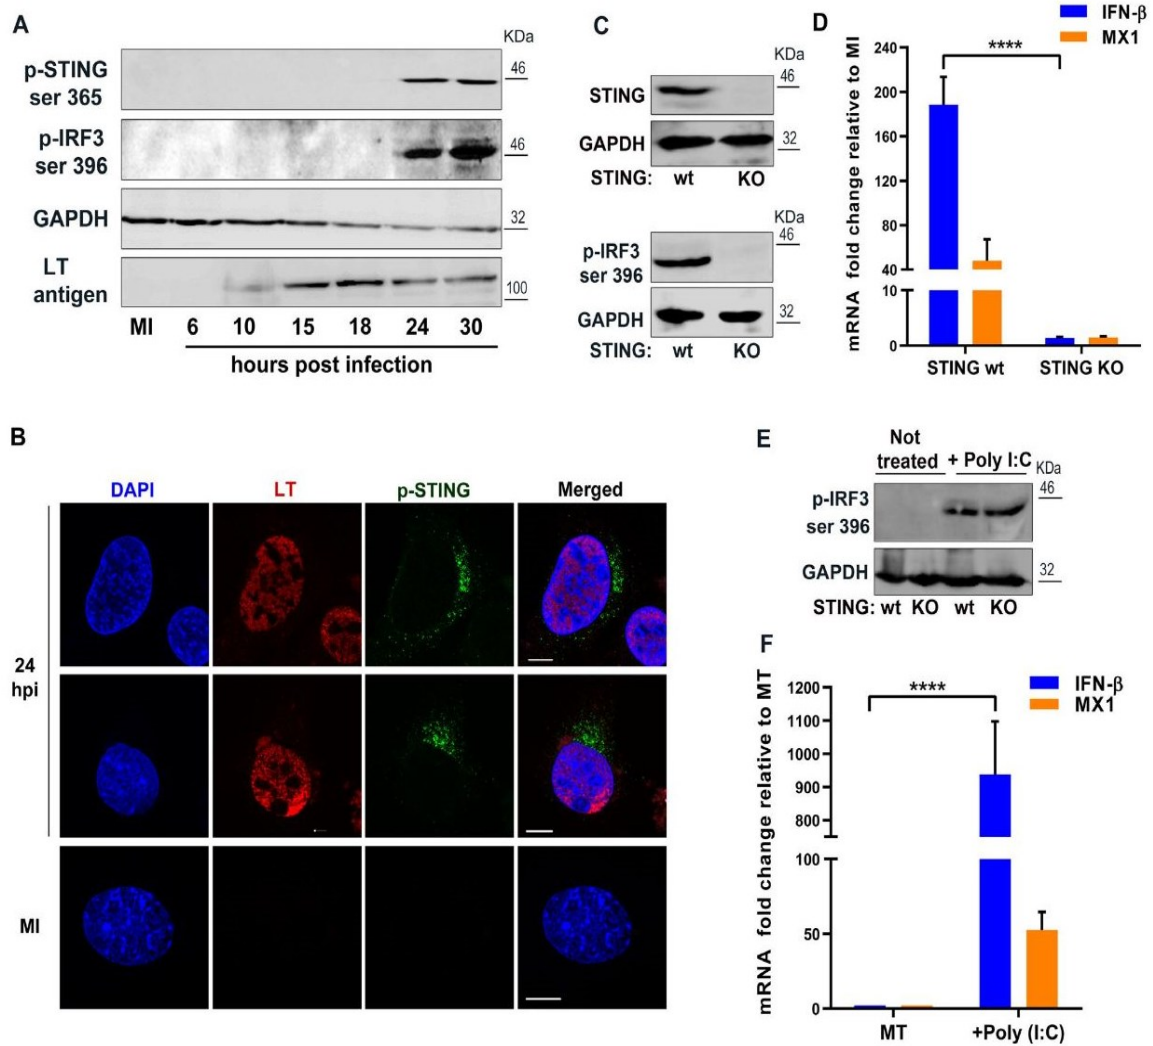 A
KDa
p-STING
ser 365
46
p-IRF3
ser 396
46
GAPDH
32
LT
antigen
100
MI 6 10 15 18 24 30
hours post infection
B
DAPI LT p-STING Merged
24
hpi
MI
C
KDa
STING
46
GAPDH
32
STING: wt KO
KDa
p-IRF3
ser 396
46
GAPDH
32
STING: wt KO
D
IFN-β
MX1
mRNA fold change relative to MI
240
200
160
120
80
40
10
0
****
STING wt STING KO
E
Not
treated + Poly I:C
KDa
p-IRF3
ser 396
46
GAPDH
32
STING: wt KO wt KO
F
IFN-β
MX1
mRNA fold change relative to MT
1200
1100
1000
900
800
100
50
0
****
MT +Poly (I:C)